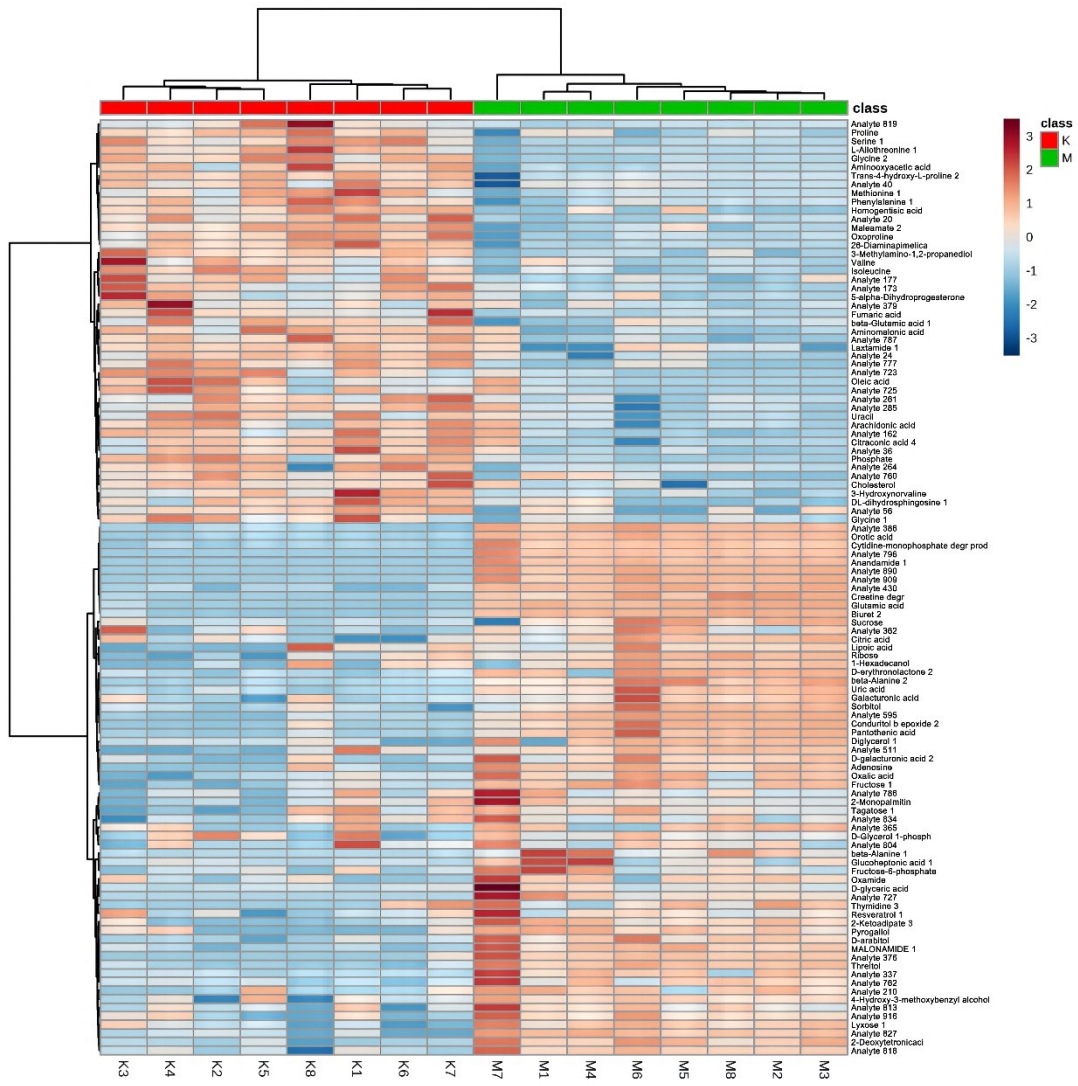 class
Analyte 819
Proline
Serine 1
L-Allothreonine 1
Glycine 2
Aminooxyacetic acid
Trans-4-hydroxy-L-proline 2
Analyte 40
Methionine 1
Phenylalanine 1
Homogentisic acid
Analyte 20
Maleamate 2
Oxoproline
26-Diaminapimelica
3-Methylamino-1,2-propanediol
Valine
Isoleucine
Analyte 177
Analyte 173
5-alpha-Dihydroprogesterone
Analyte 379
Fumaric acid
beta-Glutamic acid 1
Aminomalonic acid
Analyte 787
Laxtamide 1
Analyte 24
Analyte 777
Analyte 723
Oleic acid
Analyte 725
Analyte 261
Analyte 285
Uracil
Arachidonic acid
Analyte 162
Citraconic acid 4
Analyte 36
Phosphate
Analyte 264
Analyte 760
Cholesterol
3-Hydroxynorvaline
DL-dihydrosphingosine 1
Analyte 56
Glycine 1
Analyte 386
Orotic acid
Cytidine-monophosphate degr prod
Analyte 796
Anandamide 1
Analyte 890
Analyte 909
Analyte 430
Creatine degr
Glutamic acid
Biuret 2
Sucrose
Analyte 362
Citric acid
Lipoic acid
Ribose
1-Hexadecanol
D-erythronolactone 2
beta-Alanine 2
Uric acid
Galacturonic acid
Sorbitol
Analyte 595
Conduritol b epoxide 2
Pantothenic acid
Diglycerol 1
Analyte 511
D-galacturonic acid 2
Adenosine
Oxalic acid
Fructose 1
Analyte 786
2-Monopalmitin
Tagatose 1
Analyte 834
Analyte 365
D-Glycerol 1-phosph
Analyte 804
beta-Alanine 1
Glucoheptonic acid 1
Fructose-6-phosphate
Oxamide
D-glyceric acid
Analyte 727
Thymidine 3
Resveratrol 1
2-Ketoadipate 3
Pyrogallol
D-arabitol
MALONAMIDE 1
Analyte 376
Threitol
Analyte 337
Analyte 762
Analyte 210
4-Hydroxy-3-methoxybenzyl alcohol
Analyte 813
Analyte 916
Lyxose 1
Analyte 827
2-Deoxytetronicaci
Analyte 818
K3 K4 K2 K5 K8 K1 K6 K7 M7 M1 M4 M6 M5 M8 M2 M3
3
2
1
0
-1
-2
-3
class
K
M